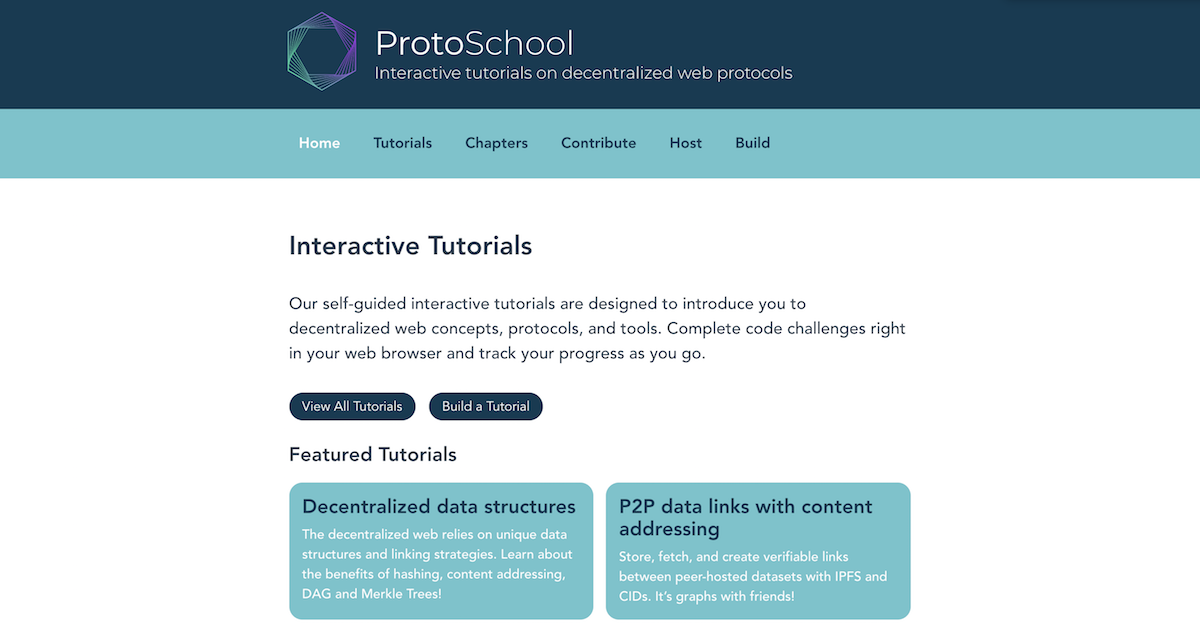 ProtoSchool
Interactive tutorials on decentralized web protocols
Home Tutorials Chapters Contribute Host Build
Interactive Tutorials
Our self-guided interactive tutorials are designed to introduce you to
decentralized web concepts, protocols, and tools. Complete code challenges right
in your web browser and track your progress as you go.
View All Tutorials Build a Tutorial
Featured Tutorials
Decentralized data structures
The decentralized web relies on unique data
structures and linking strategies. Learn about
the benefits of hashing, content addressing,
DAG and Merkle Trees!
P2P data links with content
addressing
Store, fetch, and create verifiable links
between peer-hosted datasets with IPFS and
CIDs. It’s graphs with friends!